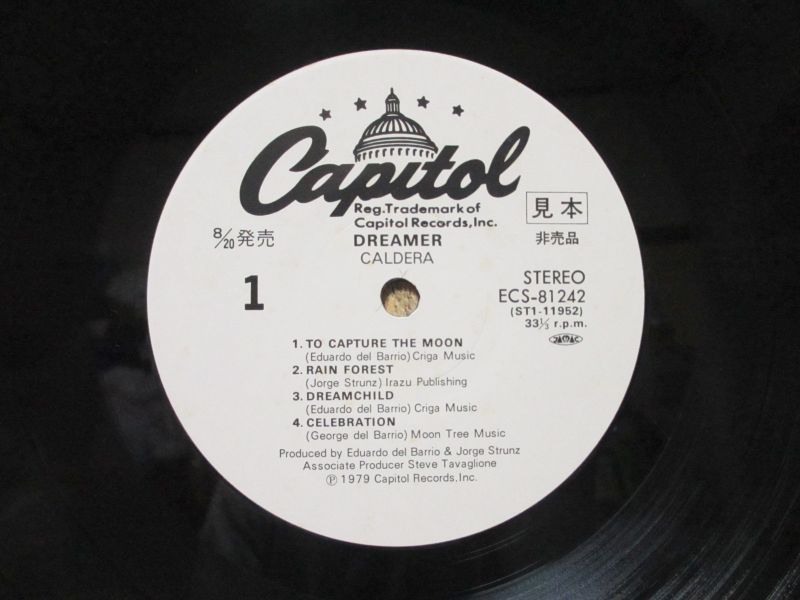 Capitol
Reg.Trademark of
Capitol Records,Inc.
見本
非売品
8/20発売
DREAMER
CALDERA
1
STEREO
ECS-81242
(ST1-11952)
33⅓ r.p.m.
JASRAC
1. TO CAPTURE THE MOON
(Eduardo del Barrio) Criga Music
2. RAIN FOREST
(Jorge Strunz) Irazu Publishing
3. DREAMCHILD
(Eduardo del Barrio) Criga Music
4. CELEBRATION
(George del Barrio) Moon Tree Music
Produced by Eduardo del Barrio & Jorge Strunz
Associate Producer Steve Tavaglione
℗ 1979 Capitol Records,Inc.